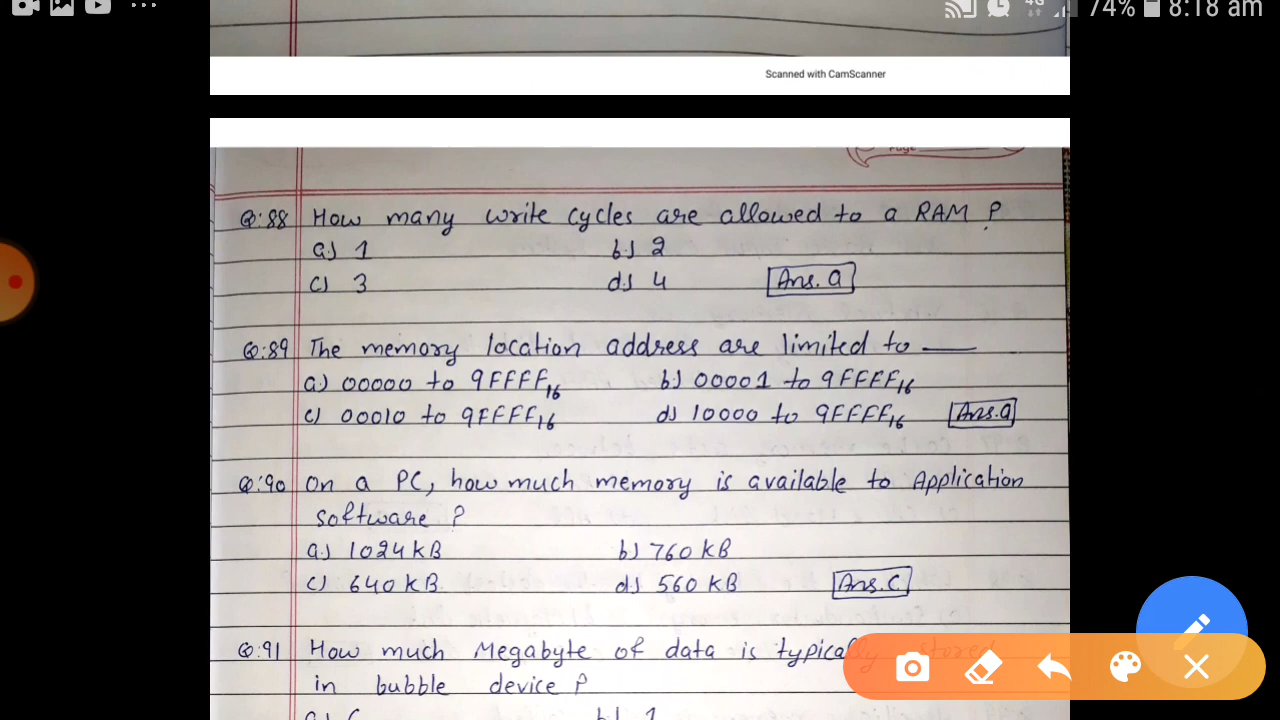 74% 8:18 am
Scanned with CamScanner
Page
Q:88 How many write cycles are allowed to a RAM ?
a) 1 b) 2
c) 3 d) 4 Ans. a
Q:89 The memory location address are limited to ___
a) 00000 to 9FFFF16 b) 00001 to 9FFFF16
c) 00010 to 9FFFF16 d) 10000 to 9FFFF16 Ans.a
Q:90 On a PC, how much memory is available to Application
software ?
a) 1024 kB b) 760 kB
c) 640 kB d) 560 kB Ans. C
Q:91 How much Megabyte of data is typically stored
in bubble device ?